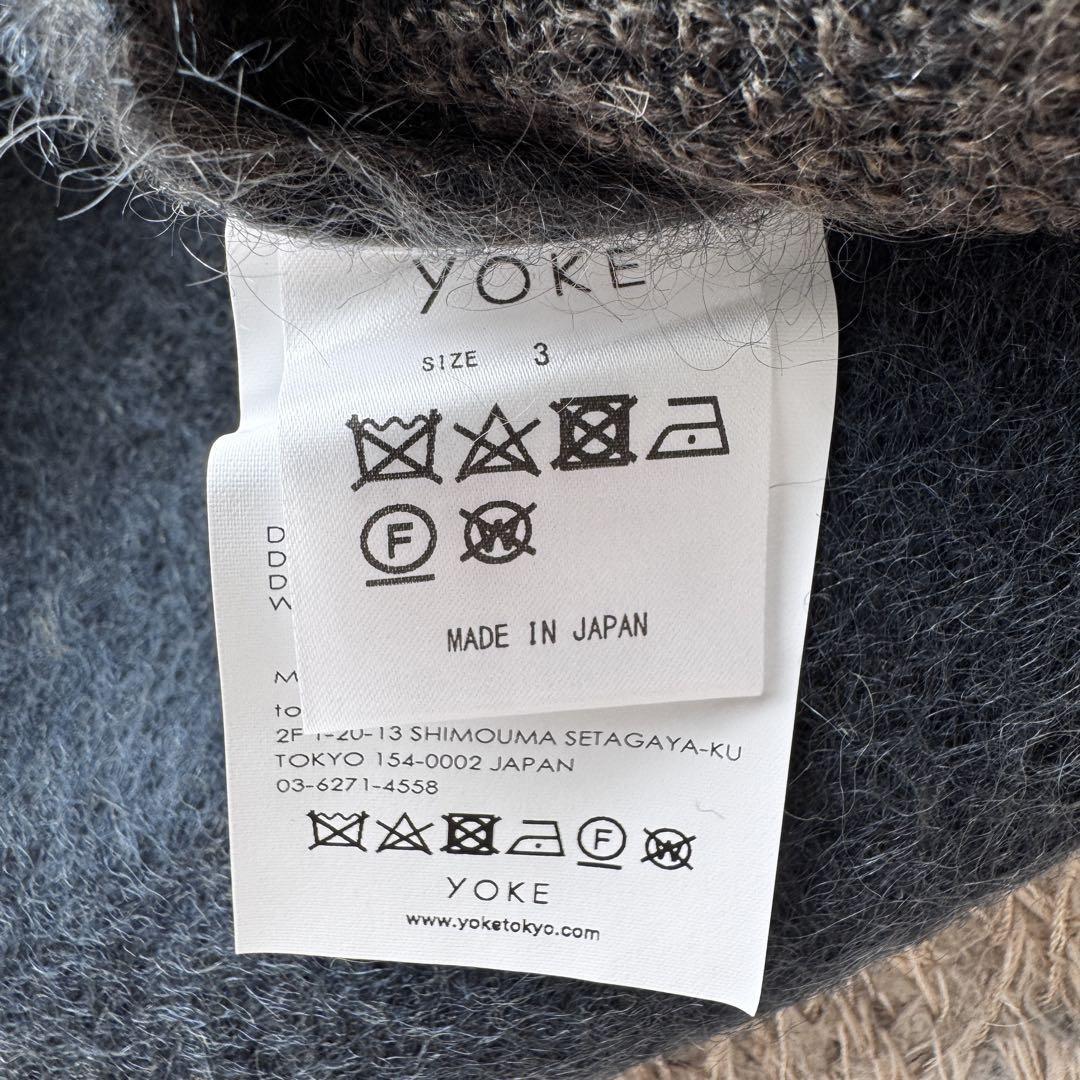 YOKE
SIZE 3
F
W
MADE IN JAPAN
D
D
D
W
M
to
2F 1-20-13 SHIMOUMA SETAGAYA-KU
TOKYO 154-0002 JAPAN
03-6271-4558
F W
YOKE
www.yoketokyo.com